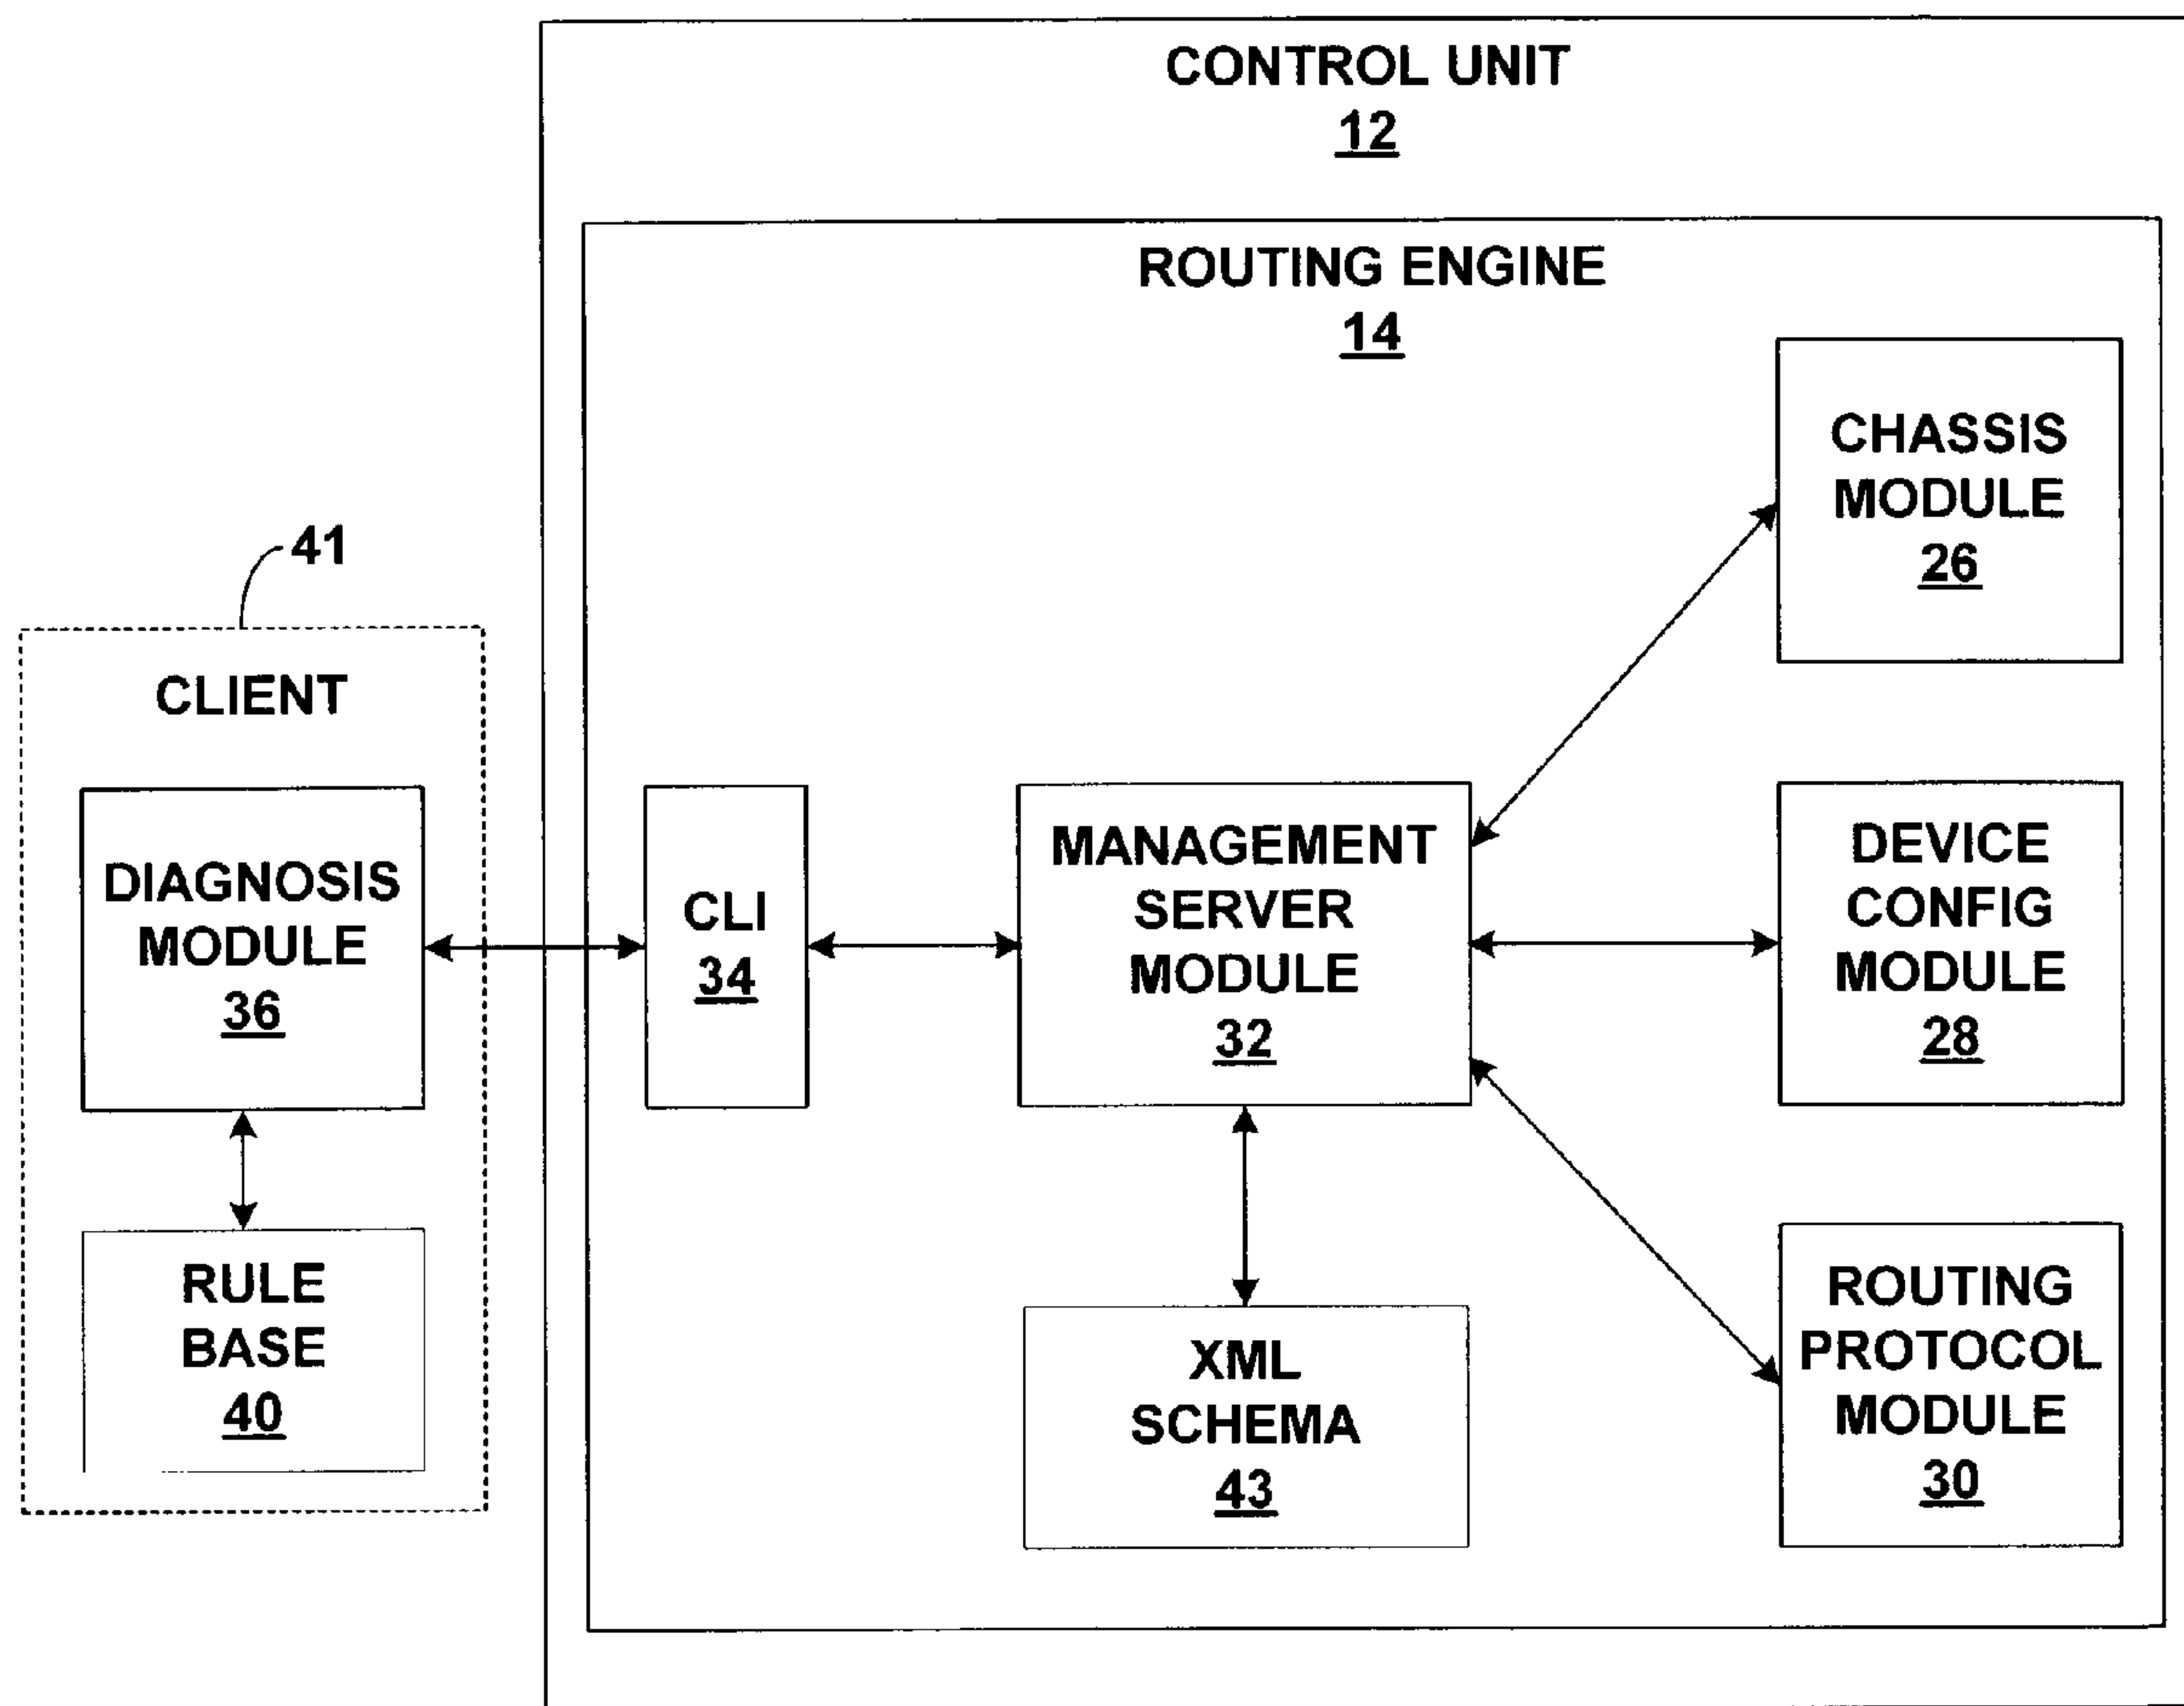 CONTROL UNIT
12
ROUTING ENGINE
14
CHASSIS
MODULE
26
41
CLIENT
DIAGNOSIS
MODULE
36
CLI
34
MANAGEMENT
SERVER
MODULE
32
DEVICE
CONFIG
MODULE
28
RULE
BASE
40
XML
SCHEMA
43
ROUTING
PROTOCOL
MODULE
30